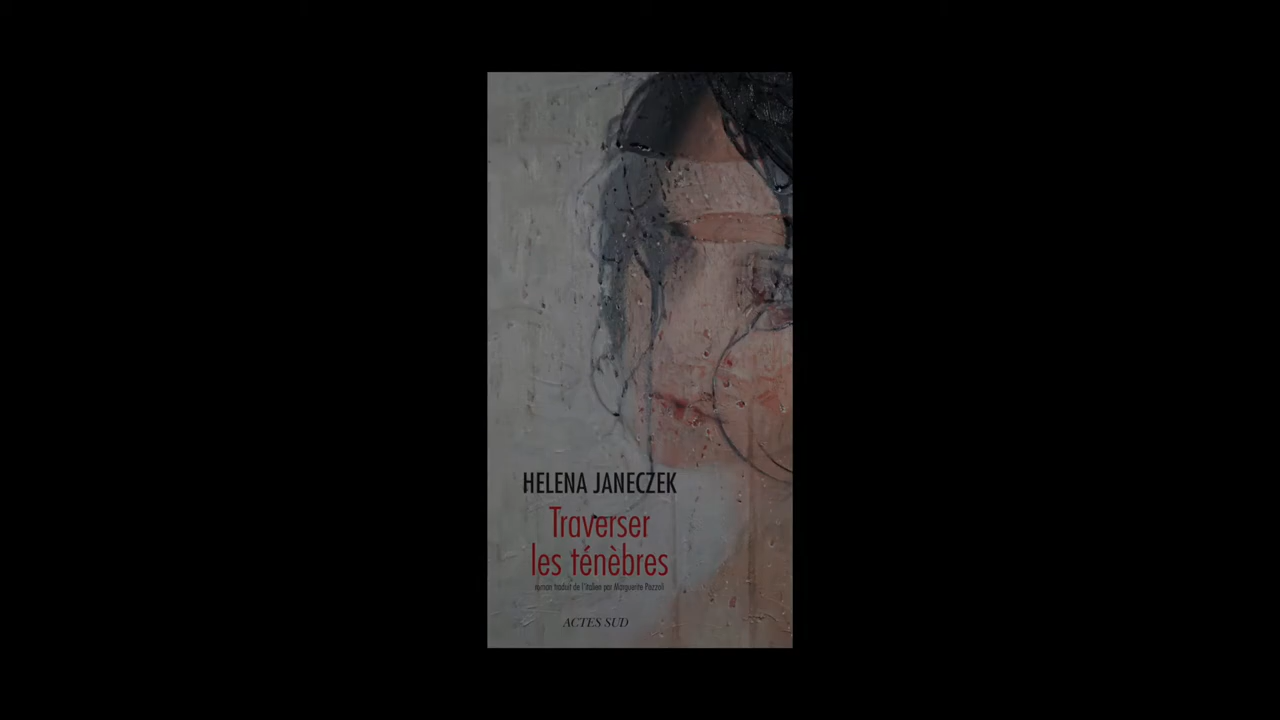 HELENA JANECZEK
Traverser
les ténèbres
roman traduit de l'italien par Marguerite Pozzoli
ACTES SUD